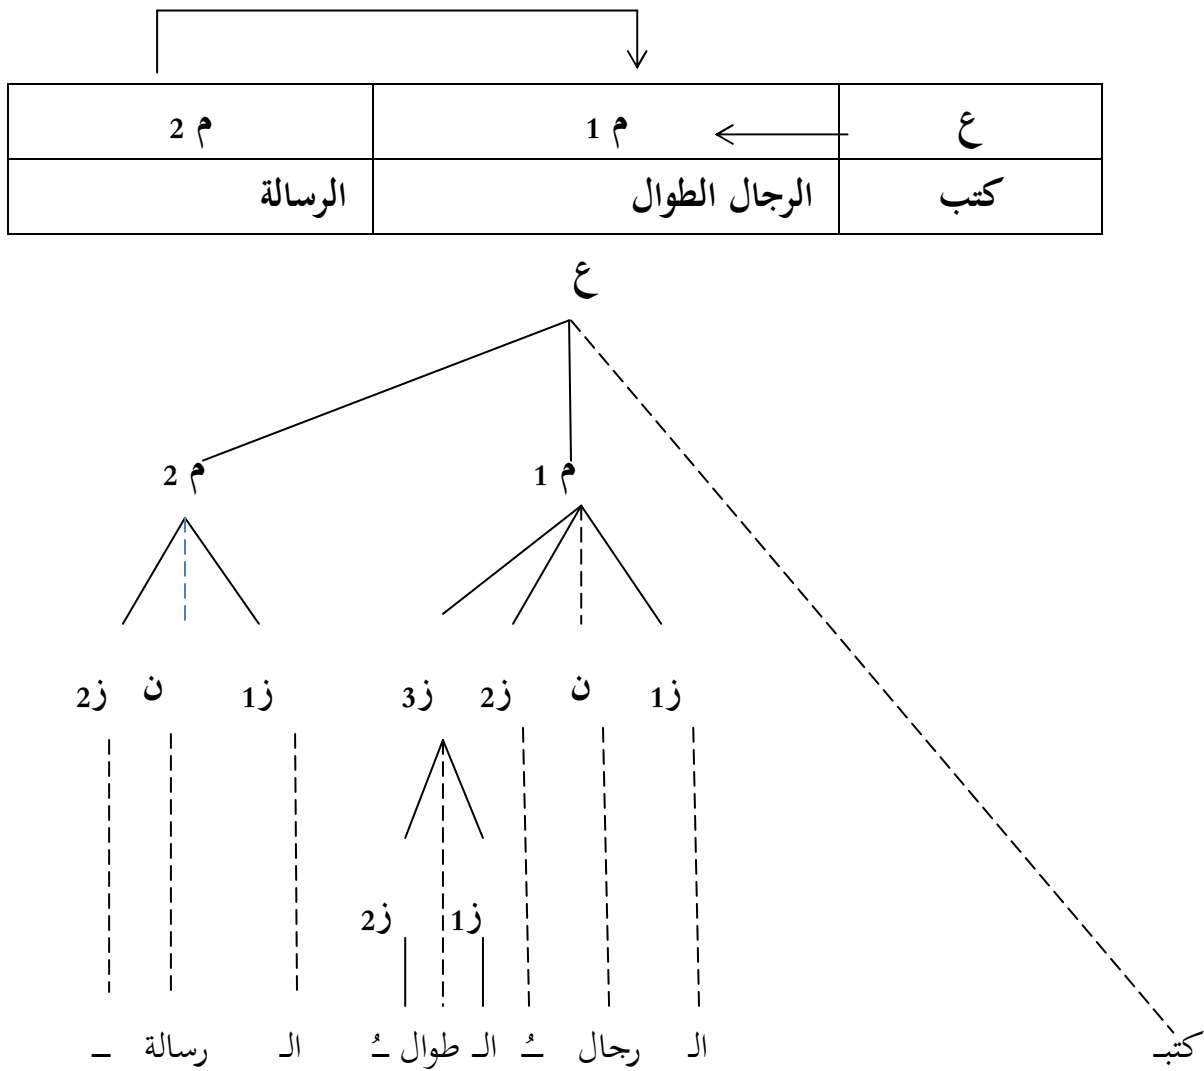 ع م 1 م 2
كتب الرجال الطوال الرسالة
ع
م 1 م 2
ز1 ن ز2 ز3 ز1 ن ز2
ز1 ز2
كتبـ الـ رجال ـُ الـ طوال ـُ الـ رسالة ـ